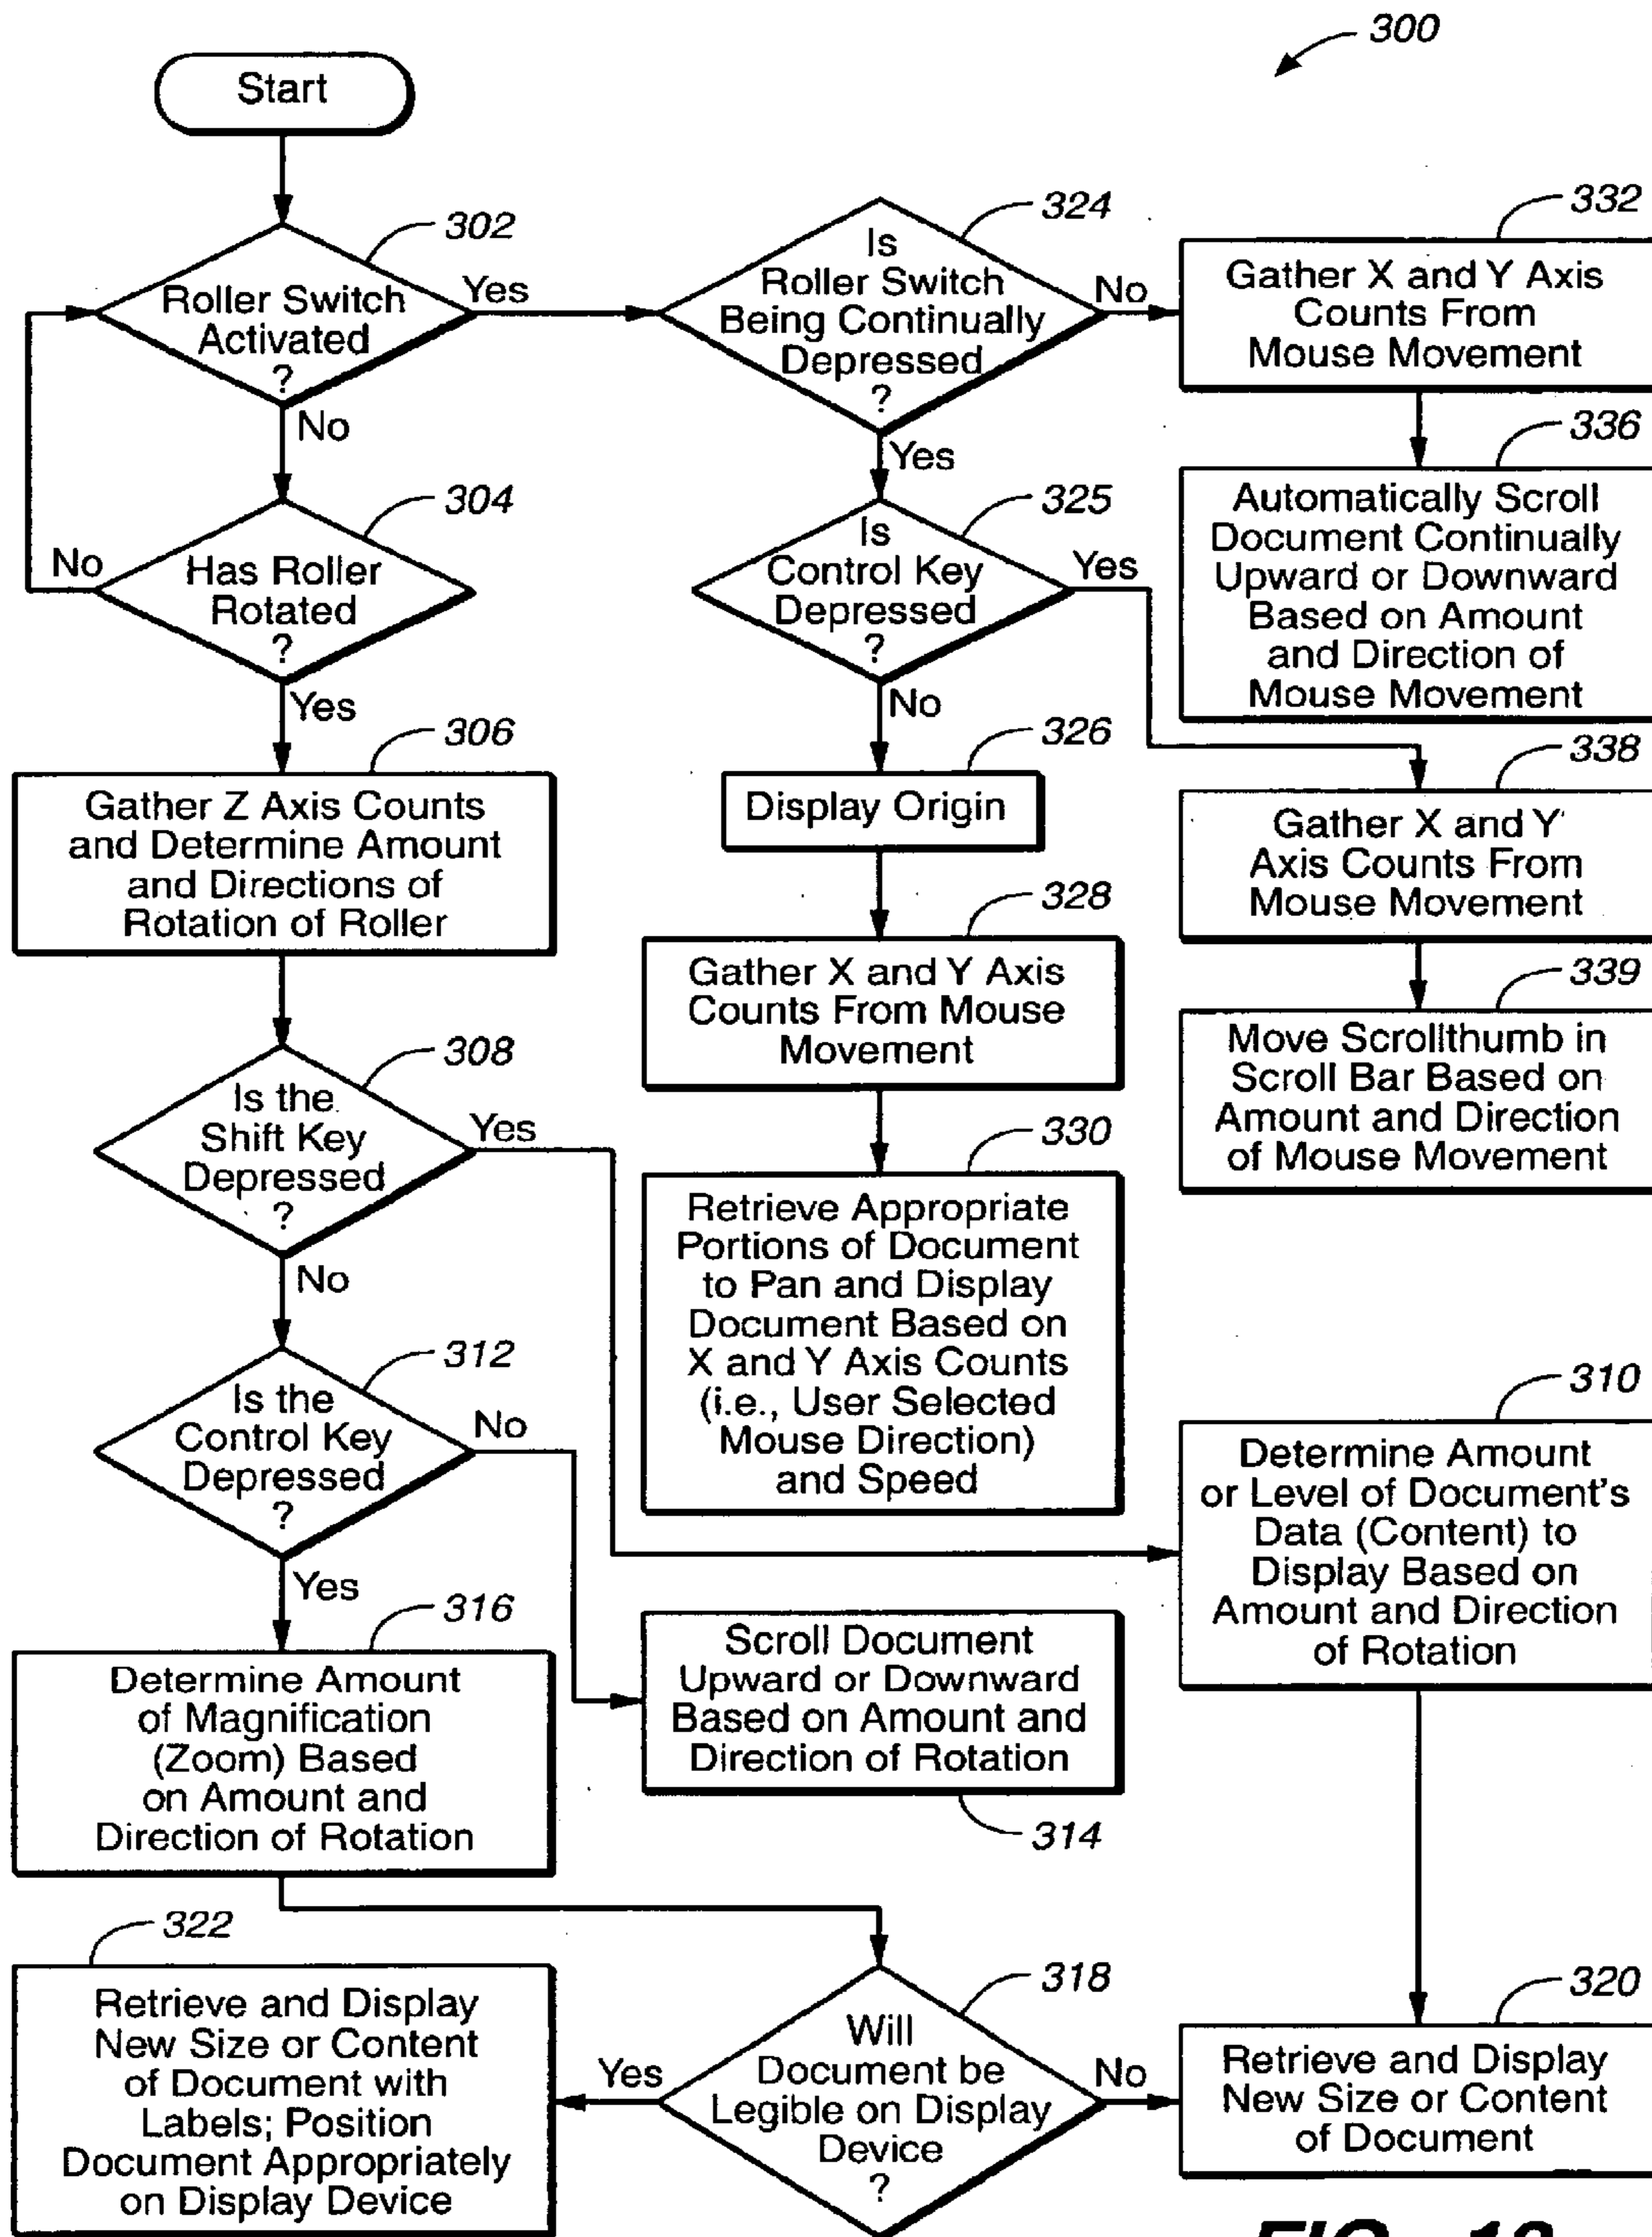 300
Start
302
Roller Switch
Activated
?
Yes
No
304
Has Roller
Rotated
?
No
Yes
306
Gather Z Axis Counts
and Determine Amount
and Directions of
Rotation of Roller
308
Is the
Shift Key
Depressed
?
Yes
No
312
Is the
Control Key
Depressed
?
No
Yes
316
Determine Amount
of Magnification
(Zoom) Based
on Amount and
Direction of Rotation
322
Retrieve and Display
New Size or Content
of Document with
Labels; Position
Document Appropriately
on Display Device
324
Is
Roller Switch
Being Continually
Depressed
?
No
Yes
325
Is
Control Key
Depressed
?
Yes
No
326
Display Origin
328
Gather X and Y Axis
Counts From Mouse
Movement
330
Retrieve Appropriate
Portions of Document
to Pan and Display
Document Based on
X and Y Axis Counts
(i.e., User Selected
Mouse Direction)
and Speed
Scroll Document
Upward or Downward
Based on Amount and
Direction of Rotation
314
318
Will
Document be
Legible on Display
Device
?
Yes
No
332
Gather X and Y Axis
Counts From
Mouse Movement
336
Automatically Scroll
Document Continually
Upward or Downward
Based on Amount
and Direction of
Mouse Movement
338
Gather X and Y
Axis Counts From
Mouse Movement
339
Move Scrollthumb in
Scroll Bar Based on
Amount and Direction
of Mouse Movement
310
Determine Amount
or Level of Document's
Data (Content) to
Display Based on
Amount and Direction
of Rotation
320
Retrieve and Display
New Size or Content
of Document